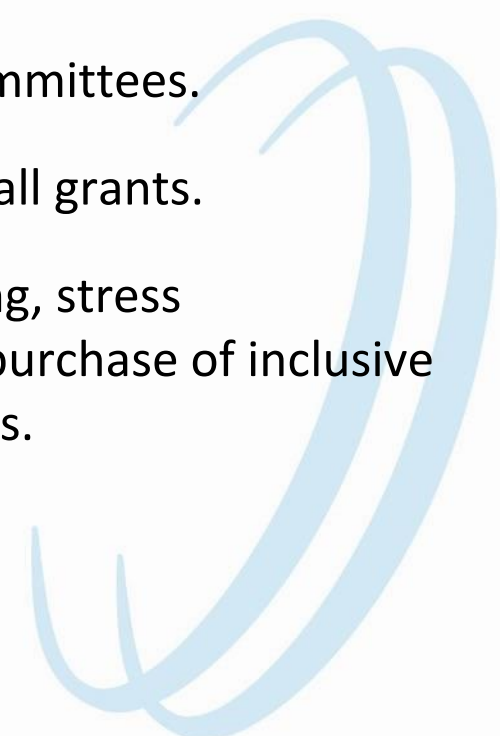 mmittees.
all grants.
g, stress
purchase of inclusive
s.